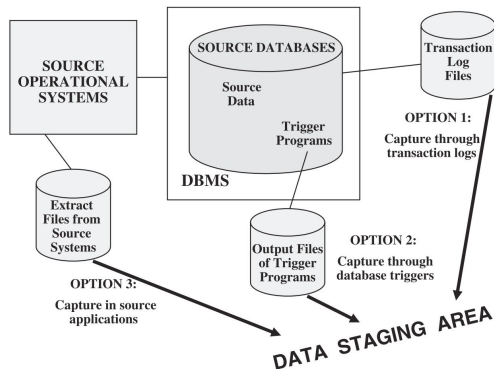 SOURCE
OPERATIONAL
SYSTEMS
SOURCE DATABASES
Source
Data
Trigger
Programs
DBMS
Transaction
Log
Files
OPTION 1:
Capture through
transaction logs
Extract
Files from
Source
Systems
OPTION 3:
Capture in source
applications
Output Files
of Trigger
Programs
OPTION 2:
Capture through
database triggers
DATA STAGING AREA